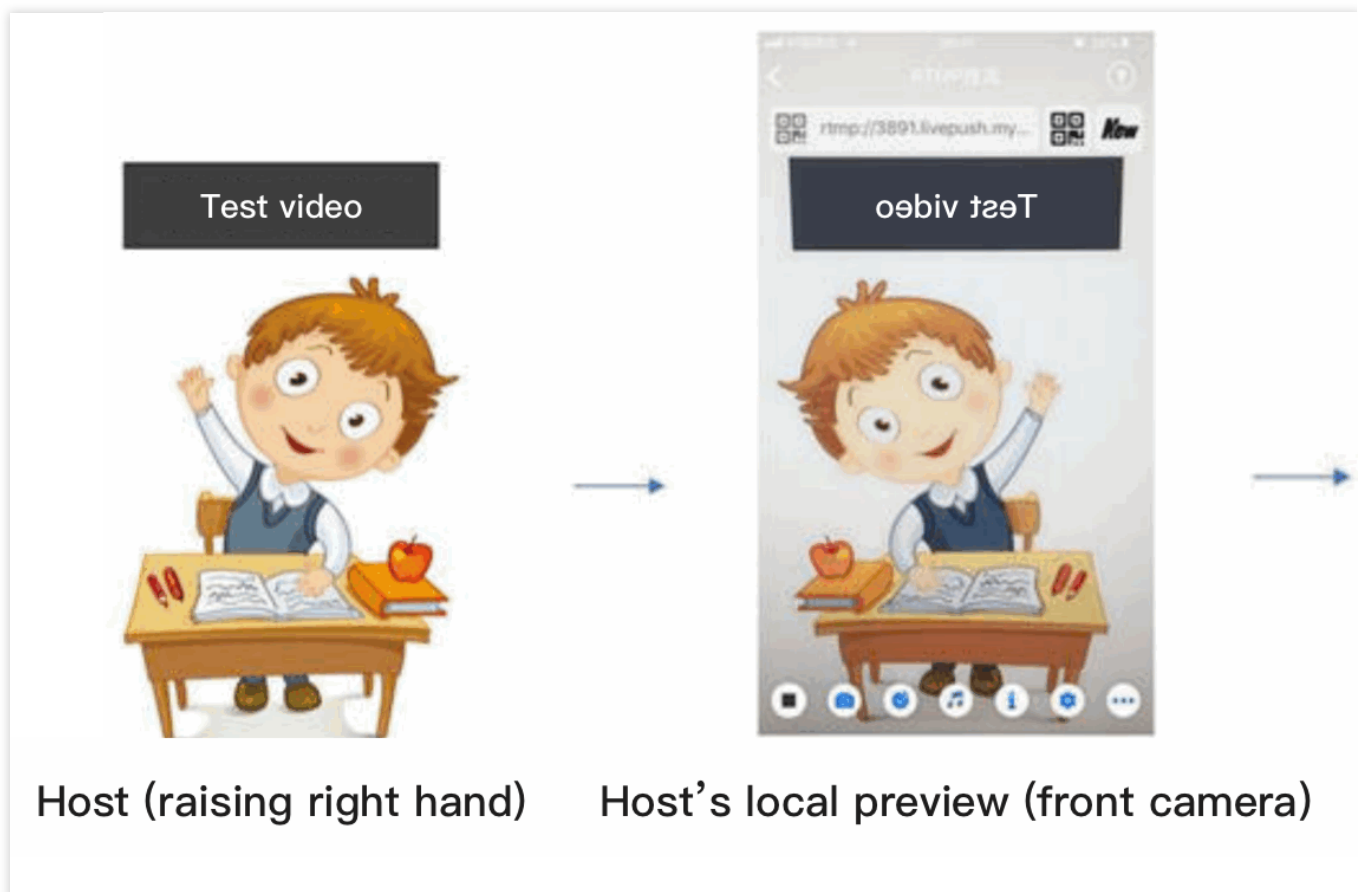 rtmp://3891.livepush.my...
New
Test video
Test video
Host (raising right hand)
Host’s local preview (front camera)